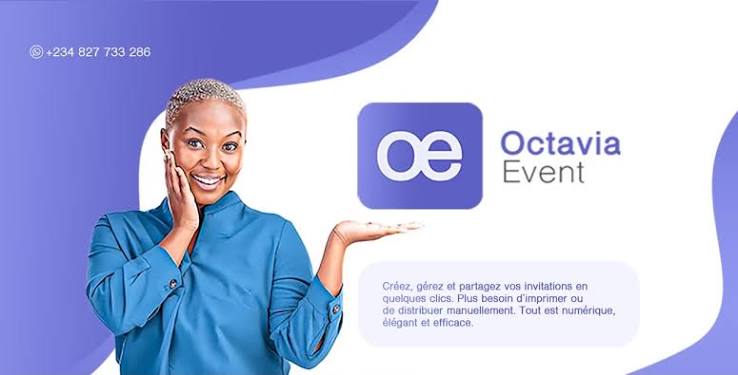 +234 827 733 286
oe
Octavia
Event
Créez, gérez et partagez vos invitations en
quelques clics. Plus besoin d'imprimer ou
de distribuer manuellement. Tout est numérique,
élégant et efficace.